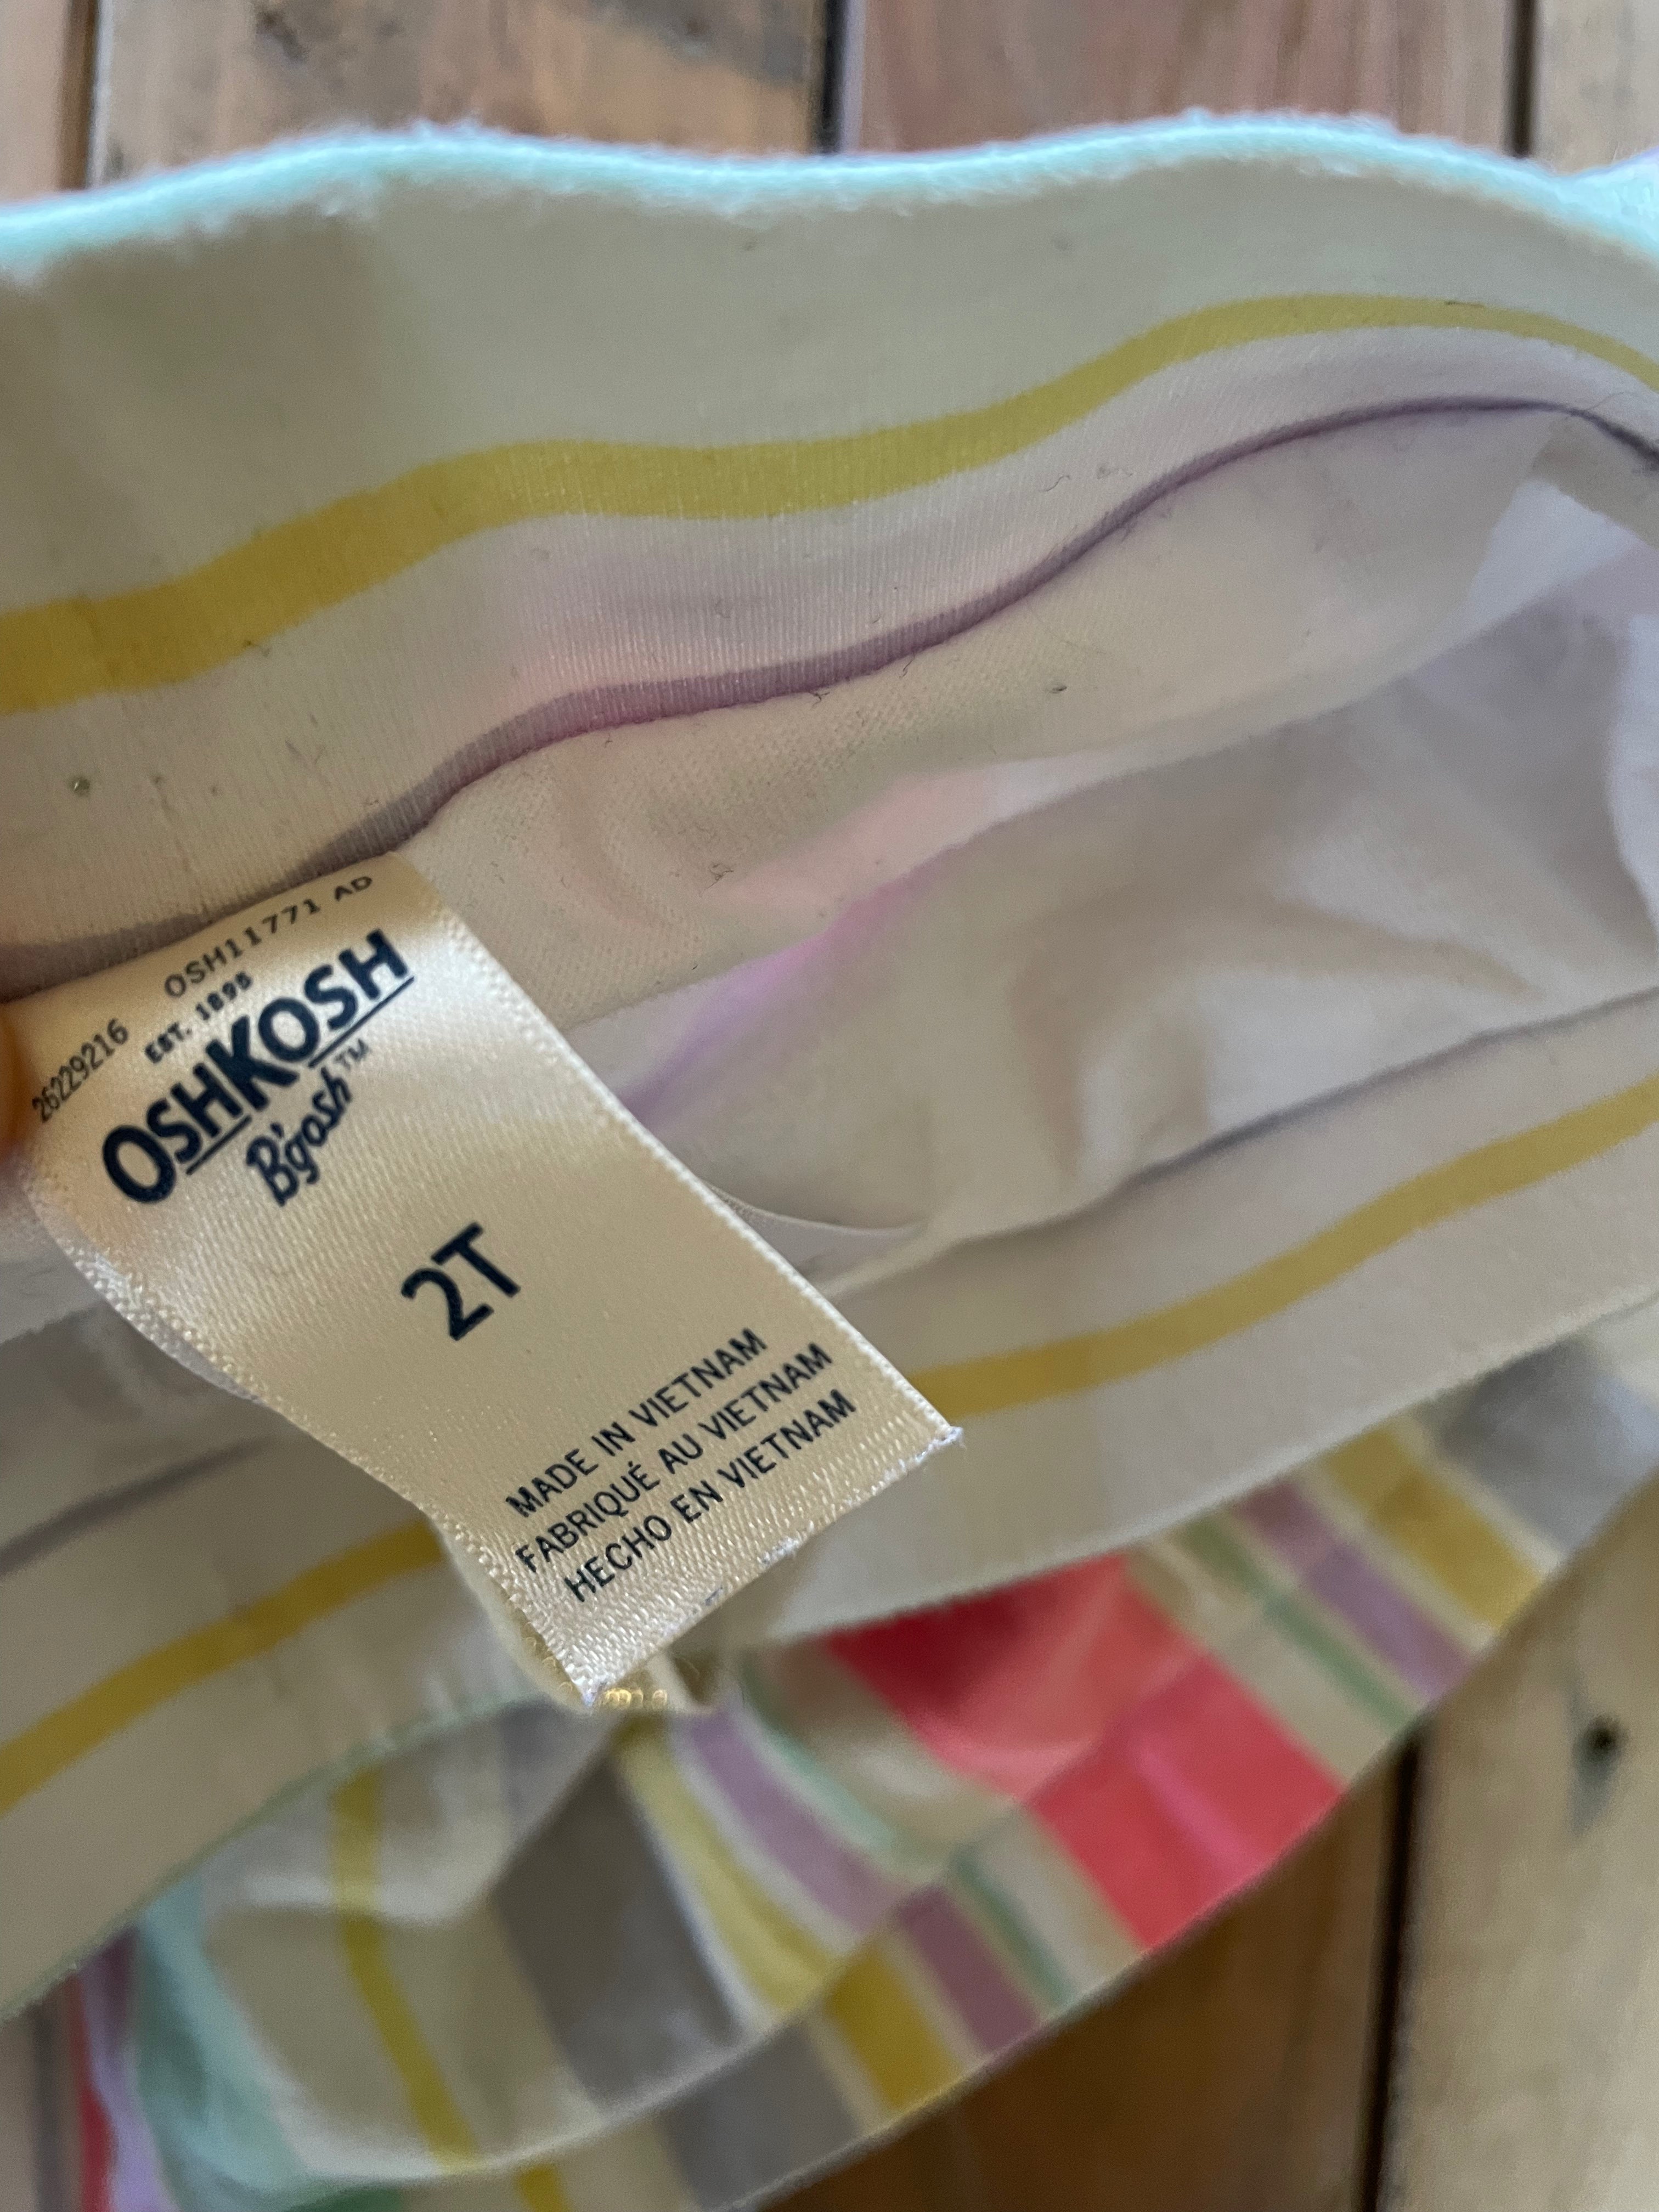 OSH11771 AD
26229216
EST. 1895
OSHKOSH
B'gosh™
2T
MADE IN VIETNAM
FABRIQUÉ AU VIETNAM
HECHO EN VIETNAM